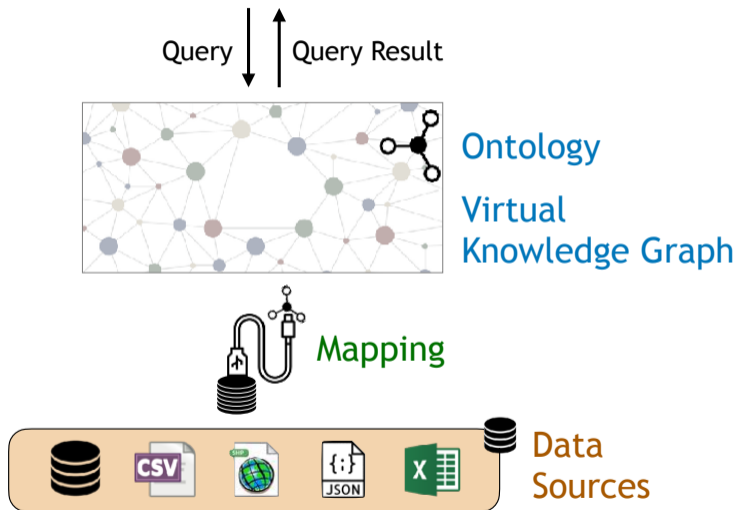 Query
Query Result
Ontology
Virtual
Knowledge Graph
Mapping
CSV
SHP
{:}
JSON
X
Data
Sources